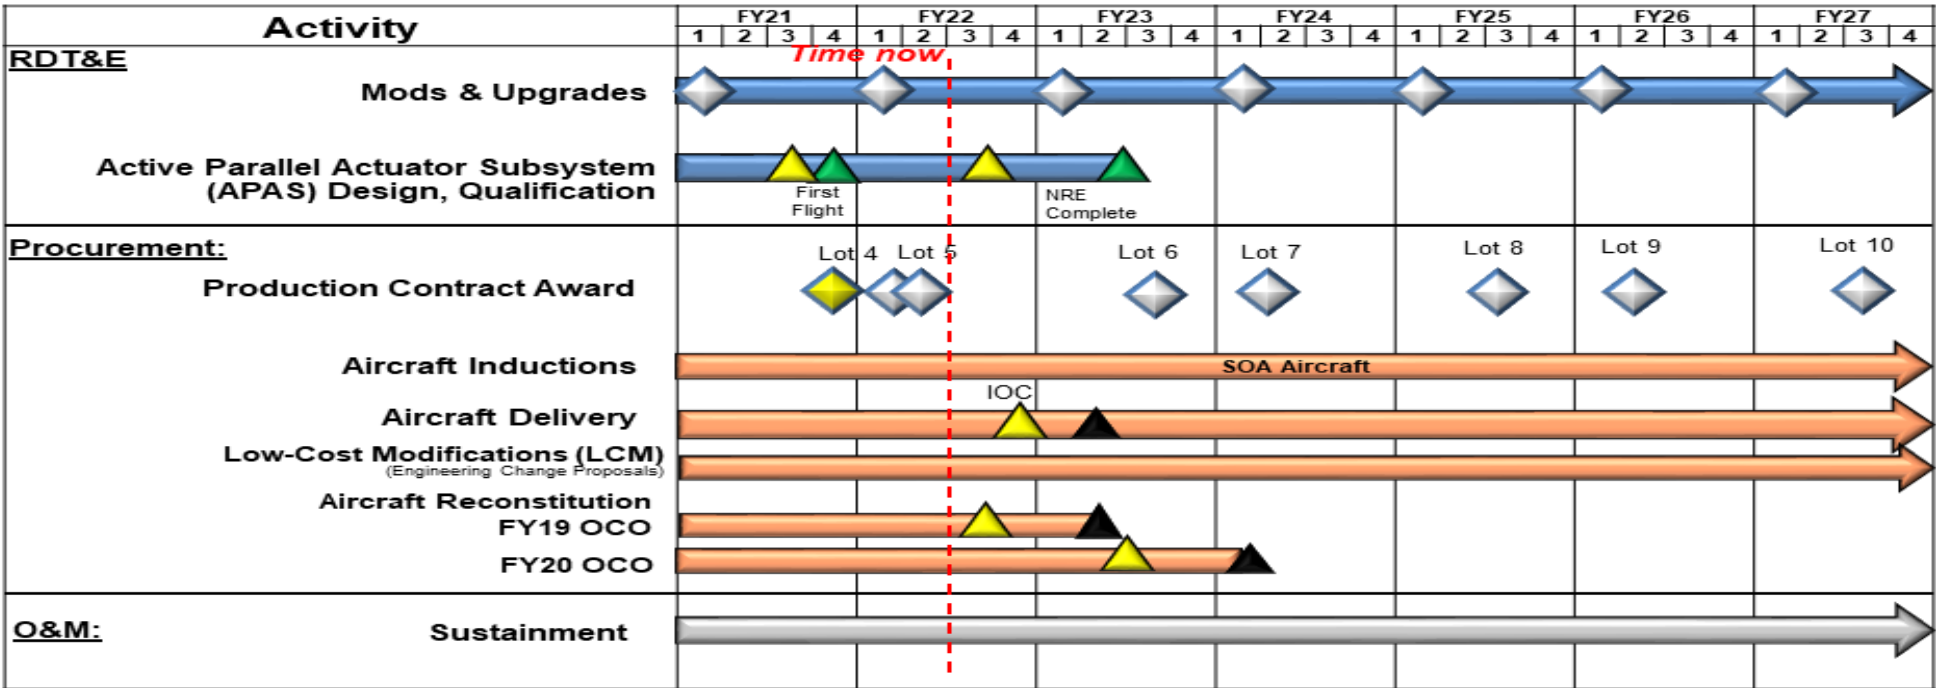 Activity
FY21 FY22 FY23 FY24 FY25 FY26 FY27
1 2 3 4 1 2 3 4 1 2 3 4 1 2 3 4 1 2 3 4 1 2 3 4 1 2 3 4
Time now
RDT&E
Mods & Upgrades
Active Parallel Actuator Subsystem
(APAS) Design, Qualification
First
Flight
NRE
Complete
Procurement:
Lot 4 Lot 5 Lot 6 Lot 7 Lot 8 Lot 9 Lot 10
Production Contract Award
Aircraft Inductions
SOA Aircraft
IOC
Aircraft Delivery
Low-Cost Modifications (LCM)
(Engineering Change Proposals)
Aircraft Reconstitution
FY19 OCO
FY20 OCO
O&M:
Sustainment